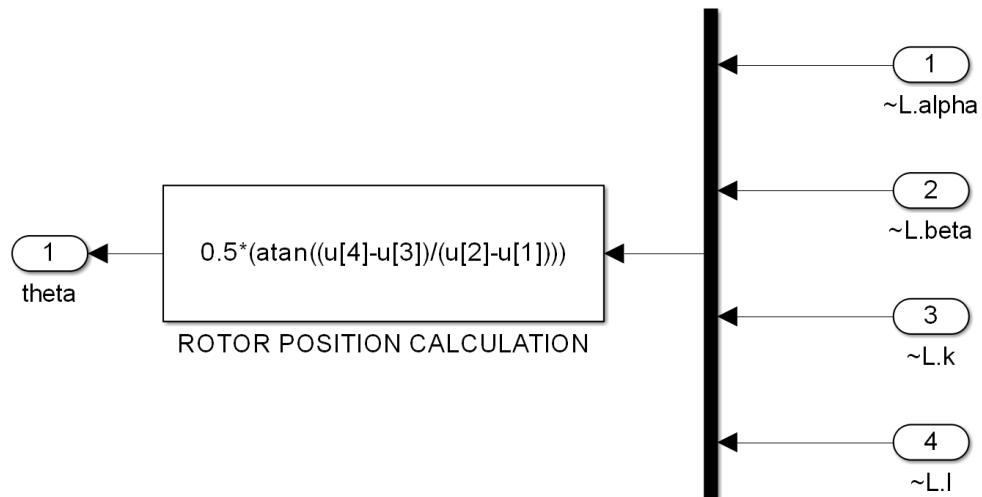 1
~L.alpha
2
~L.beta
0.5*(atan((u[4]-u[3])/(u[2]-u[1])))
1
theta
ROTOR POSITION CALCULATION
3
~L.k
4
~L.l